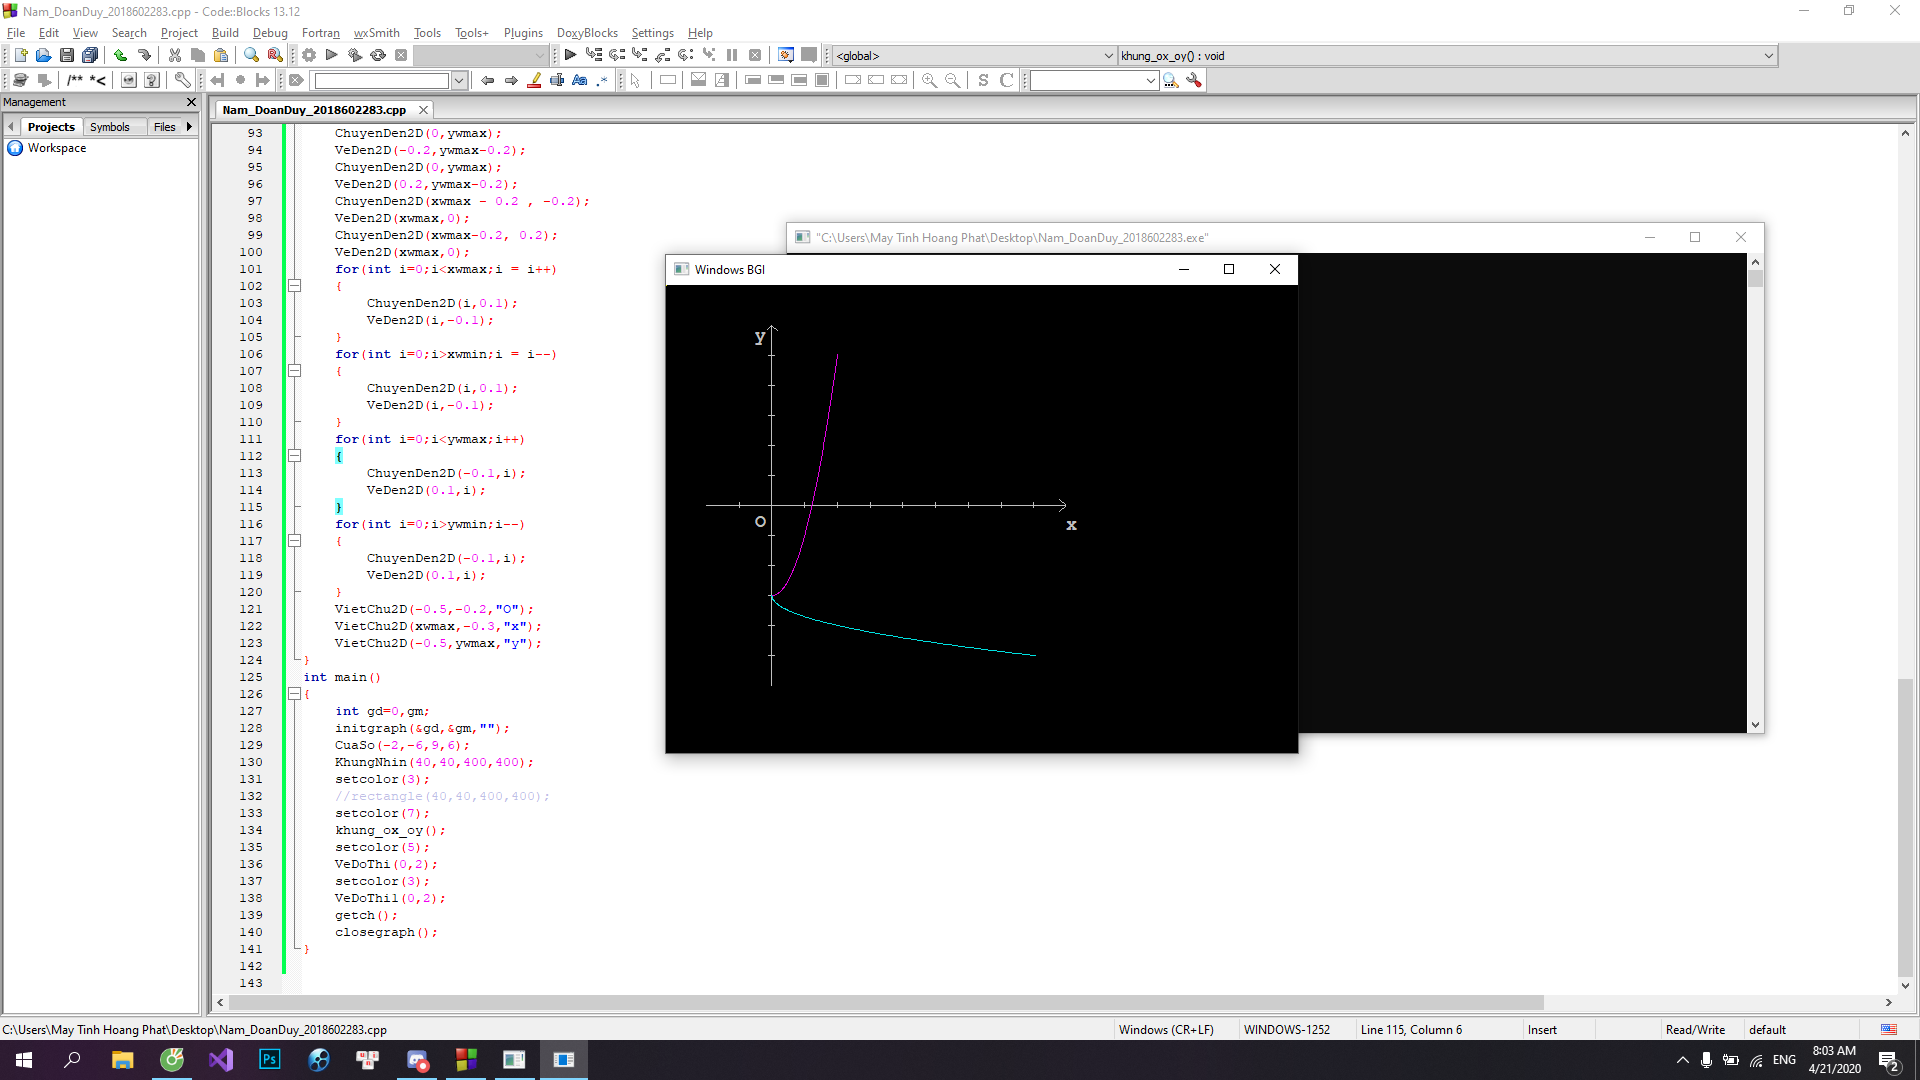 Nam_DoanDuy_2018602283.cpp - Code::Blocks 13.12
File Edit View Search Project Build Debug Fortran wxSmith Tools Tools+ Plugins DoxyBlocks Settings Help
<global> khung_ox_oy() : void
/** *< Aa .* S C
Management
Projects Symbols Files
Workspace
Nam_DoanDuy_2018602283.cpp
93 ChuyenDen2D(0,ywmax);
94 VeDen2D(-0.2,ywmax-0.2);
95 ChuyenDen2D(0,ywmax);
96 VeDen2D(0.2,ywmax-0.2);
97 ChuyenDen2D(xwmax - 0.2 , -0.2);
98 VeDen2D(xwmax,0);
99 ChuyenDen2D(xwmax-0.2, 0.2);
100 VeDen2D(xwmax,0);
101 for(int i=0;i<xwmax;i = i++)
102 {
103 ChuyenDen2D(i,0.1);
104 VeDen2D(i,-0.1);
105 }
106 for(int i=0;i>xwmin;i = i--)
107 {
108 ChuyenDen2D(i,0.1);
109 VeDen2D(i,-0.1);
110 }
111 for(int i=0;i<ywmax;i++)
112 {
113 ChuyenDen2D(-0.1,i);
114 VeDen2D(0.1,i);
115 }
116 for(int i=0;i>ywmin;i--)
117 {
118 ChuyenDen2D(-0.1,i);
119 VeDen2D(0.1,i);
120 }
121 VietChu2D(-0.5,-0.2,"O");
122 VietChu2D(xwmax,-0.3,"x");
123 VietChu2D(-0.5,ywmax,"y");
124 }
125 int main()
126 {
127 int gd=0,gm;
128 initgraph(&gd,&gm,"");
129 CuaSo(-2,-6,9,6);
130 KhungNhin(40,40,400,400);
131 setcolor(3);
132 //rectangle(40,40,400,400);
133 setcolor(7);
134 khung_ox_oy();
135 setcolor(5);
136 VeDoThi(0,2);
137 setcolor(3);
138 VeDoThi1(0,2);
139 getch();
140 closegraph();
141 }
142
143
"C:\Users\May Tinh Hoang Phat\Desktop\Nam_DoanDuy_2018602283.exe"
Windows BGI
y
O
x
C:\Users\May Tinh Hoang Phat\Desktop\Nam_DoanDuy_2018602283.cpp Windows (CR+LF) WINDOWS-1252 Line 115, Column 6 Insert Read/Write default
Ps
ENG
8:03 AM
4/21/2020
2